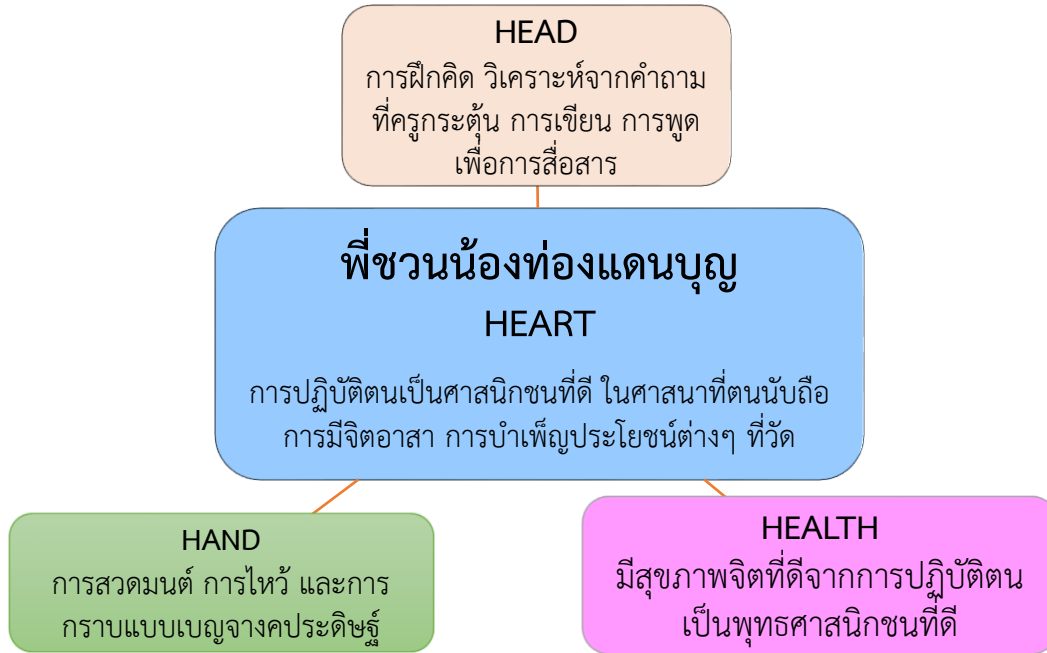 HEAD
การฝึกคิด วิเคราะห์จากคำถาม
ที่ครูกระตุ้น การเขียน การพูด
เพื่อการสื่อสาร
พี่ชวนน้องท่องแดนบุญ
HEART
การปฏิบัติตนเป็นศาสนิกชนที่ดี ในศาสนาที่ตนนับถือ
การมีจิตอาสา การบำเพ็ญประโยชน์ต่างๆ ที่วัด
HAND
การสวดมนต์ การไหว้ และการ
กราบแบบเบญจางคประดิษฐ์
HEALTH
มีสุขภาพจิตที่ดีจากการปฏิบัติตน
เป็นพุทธศาสนิกชนที่ดี